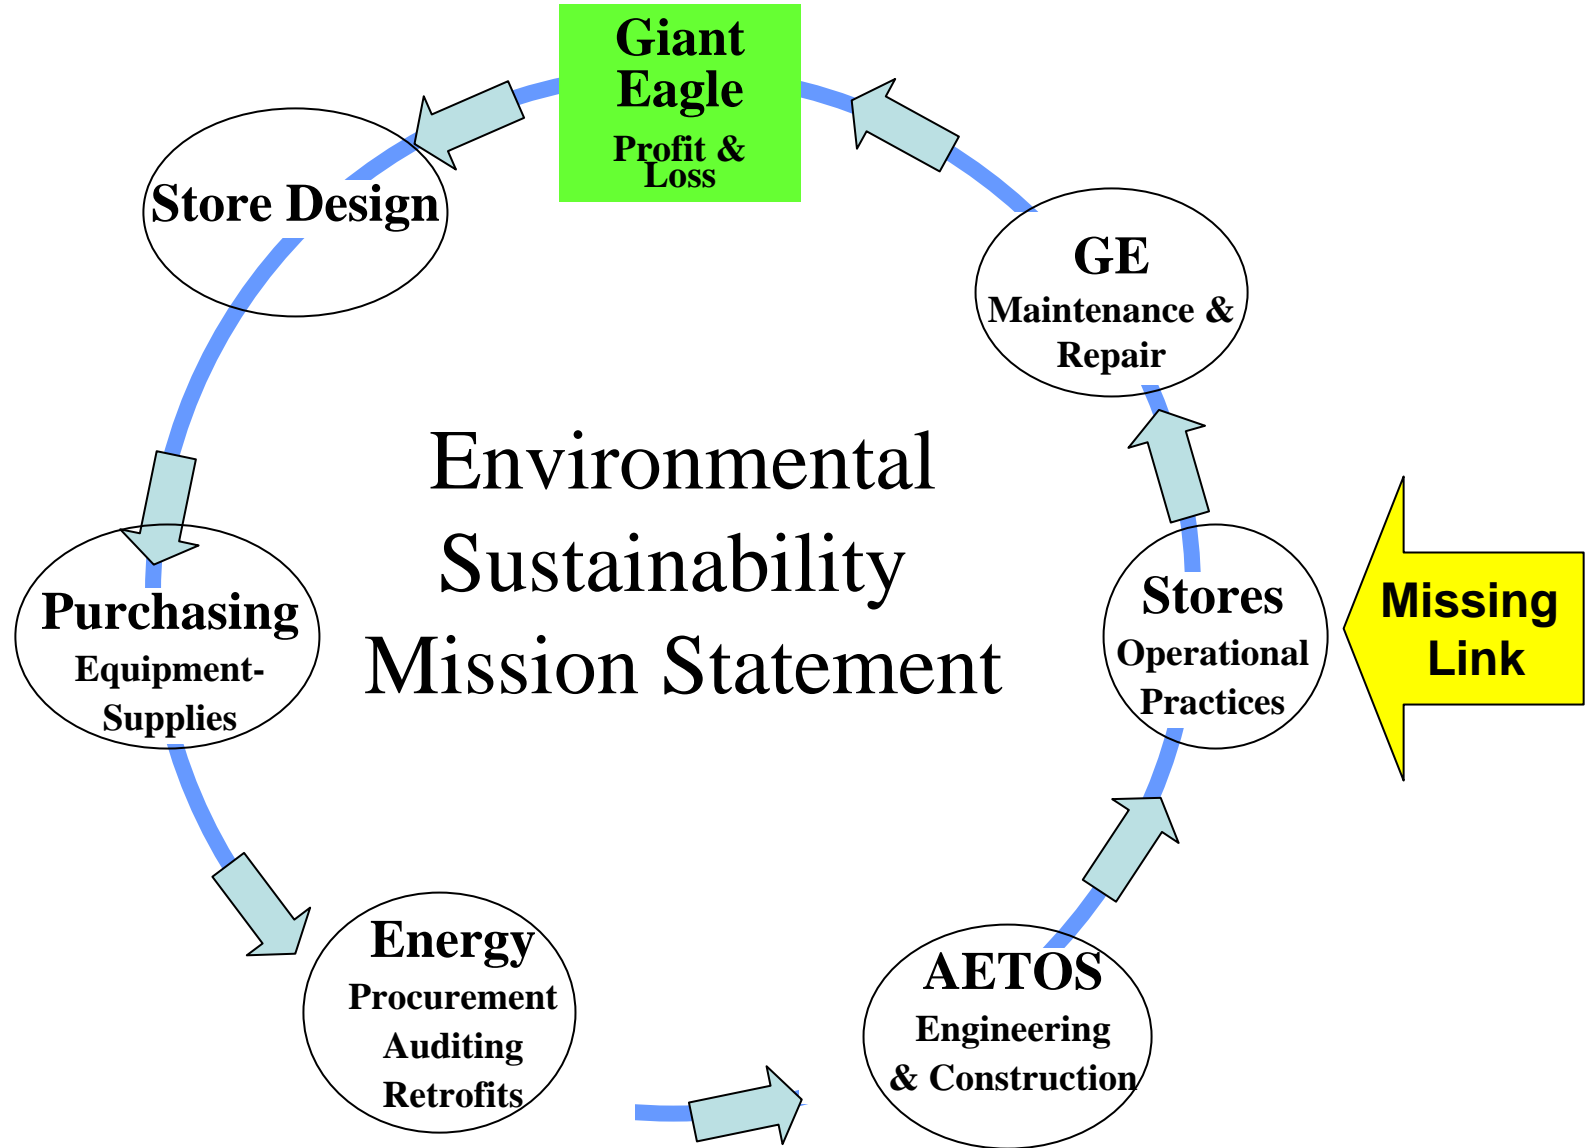 Giant
Eagle
Profit &
Loss
Store Design
GE
Maintenance &
Repair
Environmental
Sustainability
Mission Statement
Purchasing
Equipment-
Supplies
Stores
Operational
Practices
Missing
Link
Energy
Procurement
Auditing
Retrofits
AETOS
Engineering
& Construction